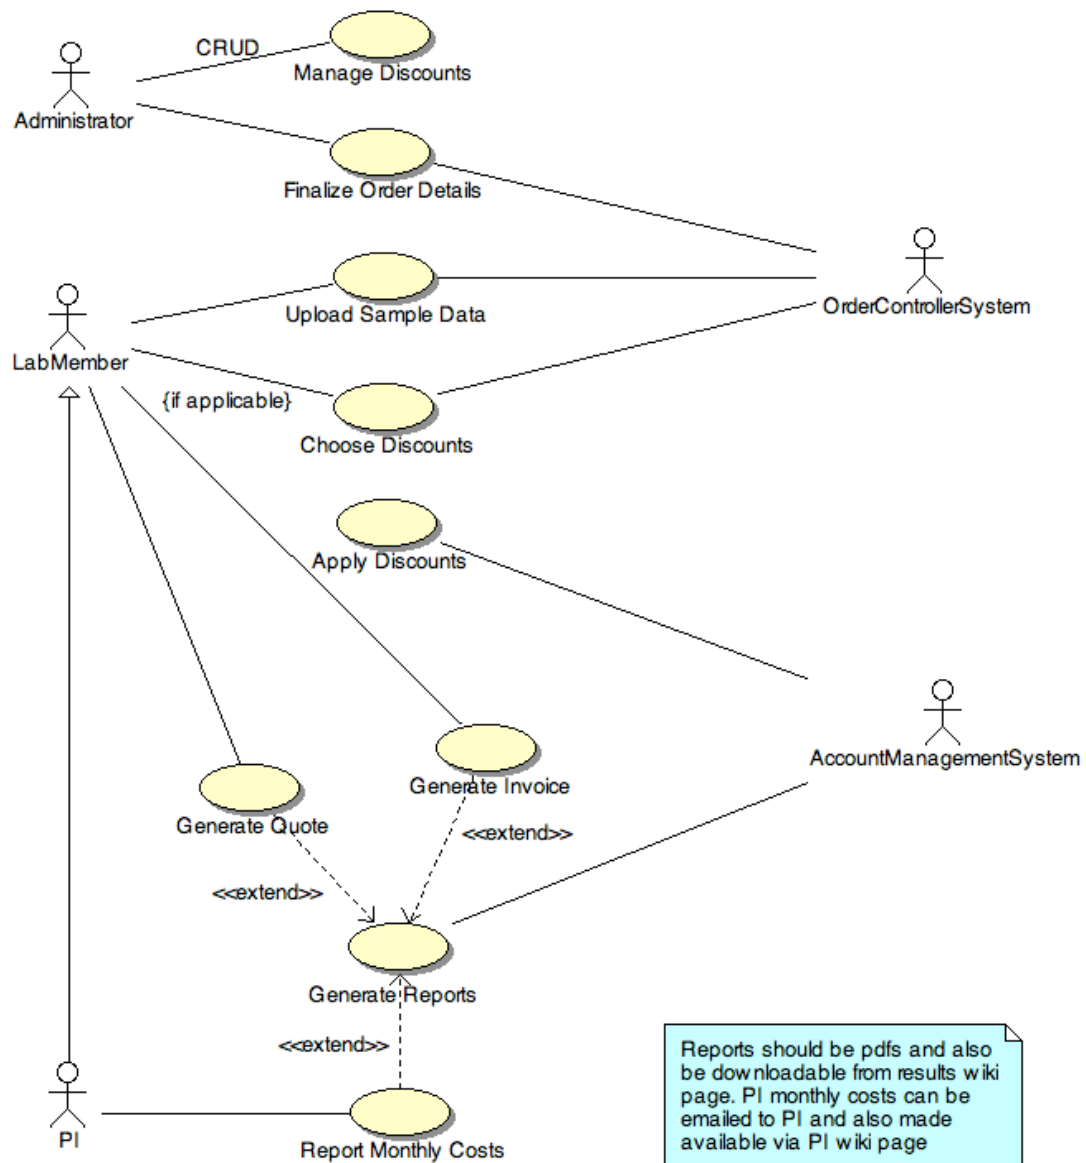 CRUD
Manage Discounts
Administrator
Finalize Order Details
OrderControllerSystem
Upload Sample Data
LabMember
{if applicable}
Choose Discounts
Apply Discounts
AccountManagementSystem
Generate Invoice
Generate Quote
<<extend>>
<<extend>>
Generate Reports
<<extend>>
Reports should be pdfs and also
be downloadable from results wiki
page. PI monthly costs can be
emailed to PI and also made
available via PI wiki page
PI
Report Monthly Costs